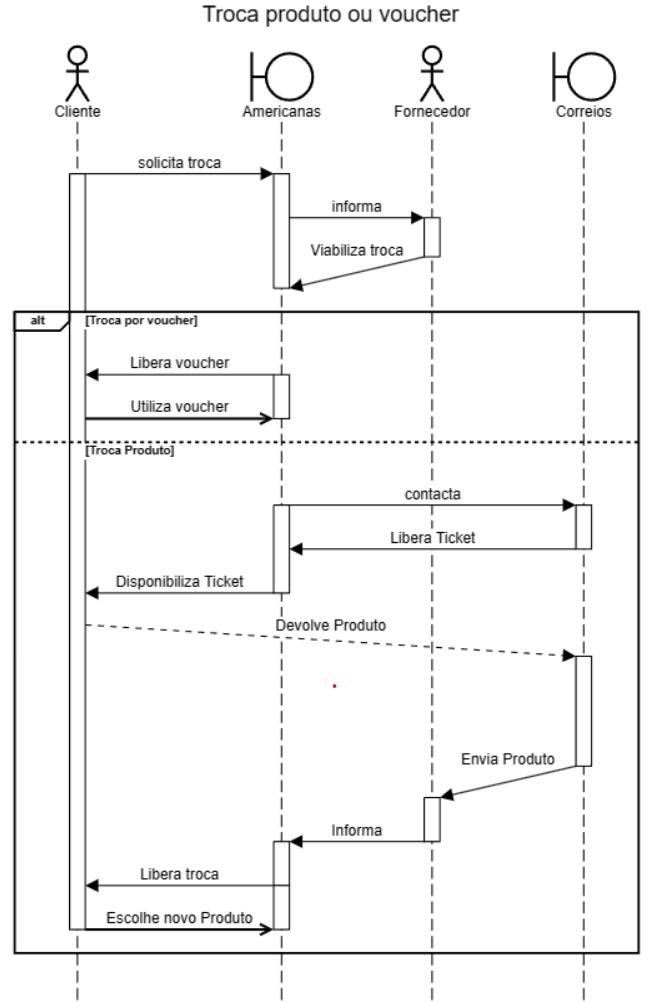 Troca produto ou voucher
Cliente
Americanas
Fornecedor
Correios
solicita troca
informa
Viabiliza troca
alt
[Troca por voucher]
Libera voucher
Utiliza voucher
[Troca Produto]
contacta
Libera Ticket
Disponibiliza Ticket
Devolve Produto
Envia Produto
Informa
Libera troca
Escolhe novo Produto